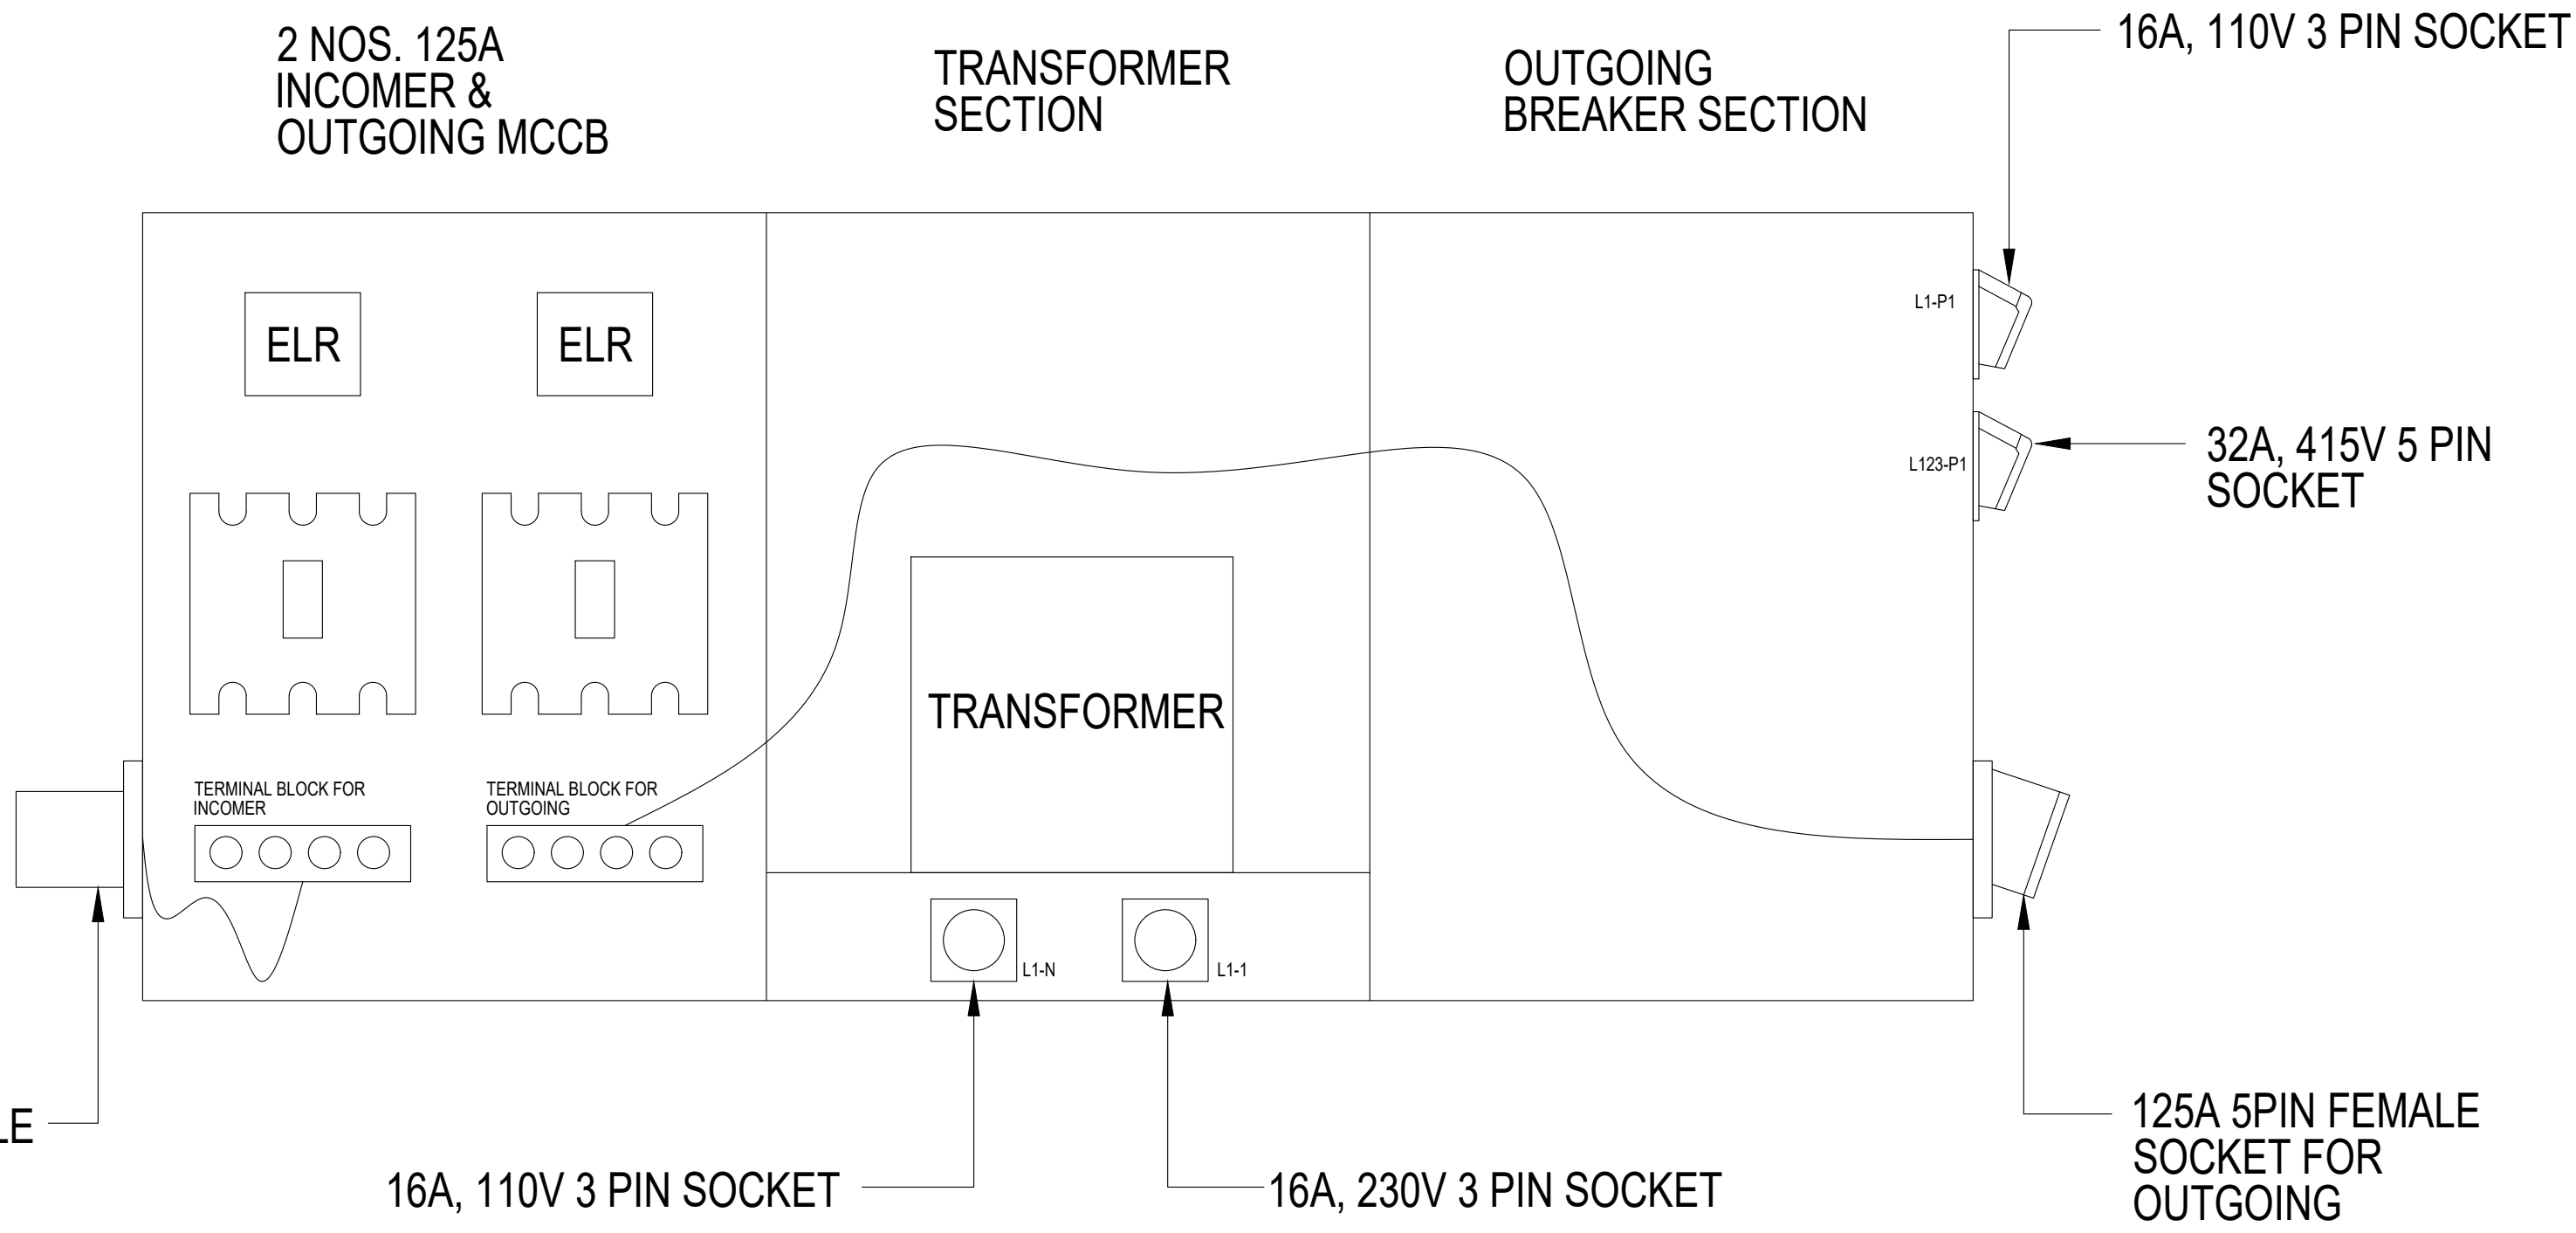 2 NOS. 125A
INCOMER &
OUTGOING MCCB
TRANSFORMER
SECTION
OUTGOING
BREAKER SECTION
16A, 110V 3 PIN SOCKET
ELR
ELR
L1-P1
L123-P1
32A, 415V 5 PIN
SOCKET
TRANSFORMER
TERMINAL BLOCK FOR
INCOMER
TERMINAL BLOCK FOR
OUTGOING
L1-N
L1-1
125A 5PIN FEMALE
SOCKET FOR
OUTGOING
16A, 110V 3 PIN SOCKET
16A, 230V 3 PIN SOCKET